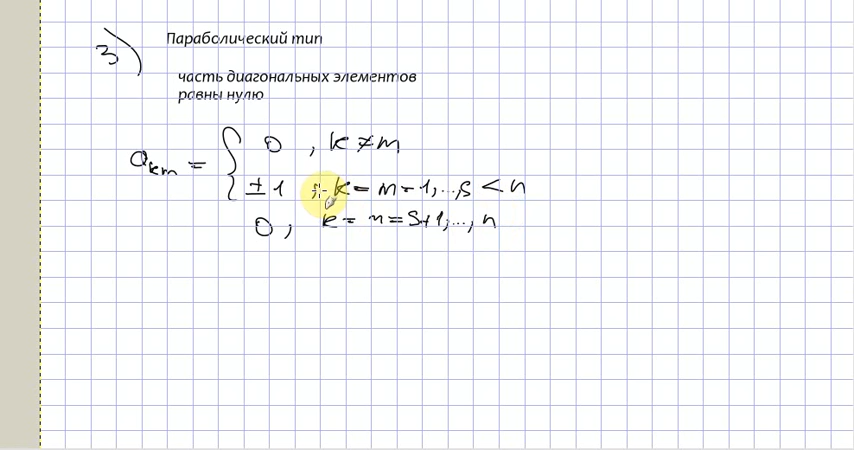 3)
Параболический тип
часть диагональных элементов
равны нулю
a_km = { 0 , k ≠ m
± 1 , k = m = 1,...,s < n
0, k = m = s+1,..., n